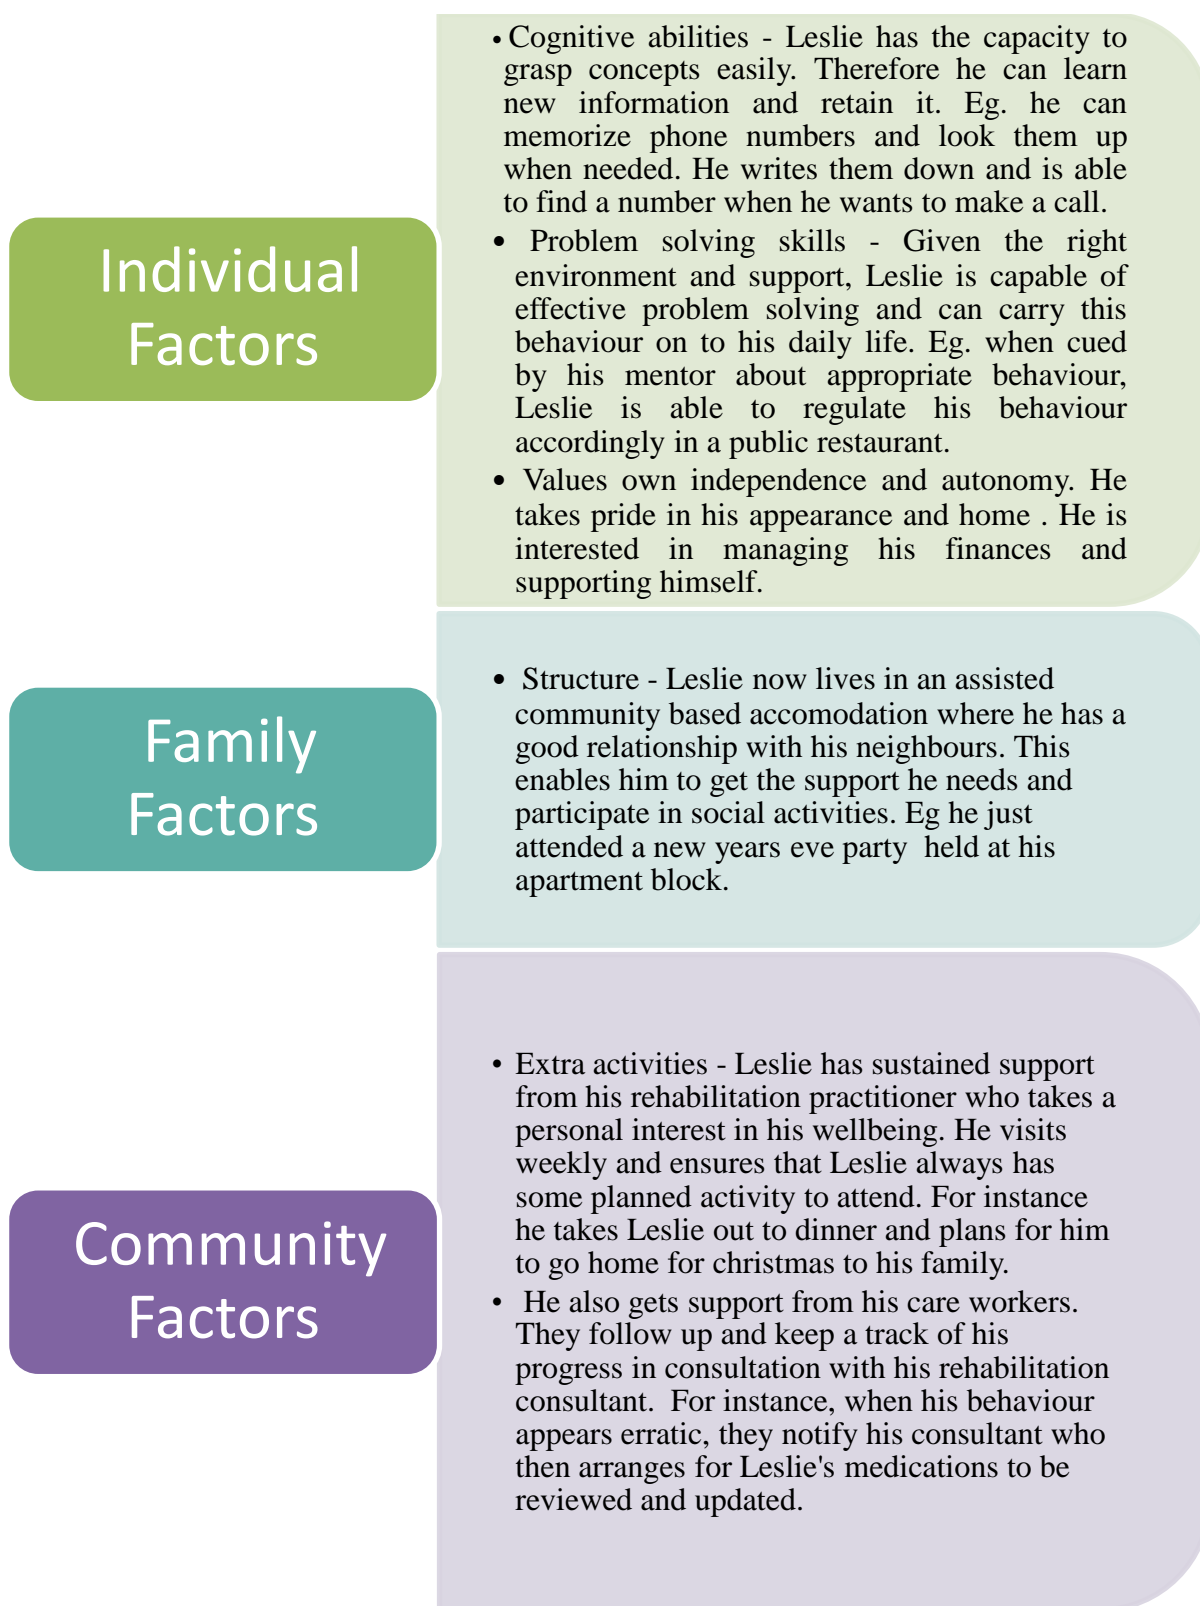 • Cognitive abilities - Leslie has the capacity to
grasp concepts easily. Therefore he can learn
new information and retain it. Eg. he can
memorize phone numbers and look them up
when needed. He writes them down and is able
to find a number when he wants to make a call.
• Problem solving skills - Given the right
environment and support, Leslie is capable of
effective problem solving and can carry this
behaviour on to his daily life. Eg. when cued
by his mentor about appropriate behaviour,
Leslie is able to regulate his behaviour
accordingly in a public restaurant.
• Values own independence and autonomy. He
takes pride in his appearance and home . He is
interested in managing his finances and
supporting himself.
Individual
Factors
• Structure - Leslie now lives in an assisted
community based accomodation where he has a
good relationship with his neighbours. This
enables him to get the support he needs and
participate in social activities. Eg he just
attended a new years eve party held at his
apartment block.
Family
Factors
• Extra activities - Leslie has sustained support
from his rehabilitation practitioner who takes a
personal interest in his wellbeing. He visits
weekly and ensures that Leslie always has
some planned activity to attend. For instance
he takes Leslie out to dinner and plans for him
to go home for christmas to his family.
• He also gets support from his care workers.
They follow up and keep a track of his
progress in consultation with his rehabilitation
consultant. For instance, when his behaviour
appears erratic, they notify his consultant who
then arranges for Leslie's medications to be
reviewed and updated.
Community
Factors